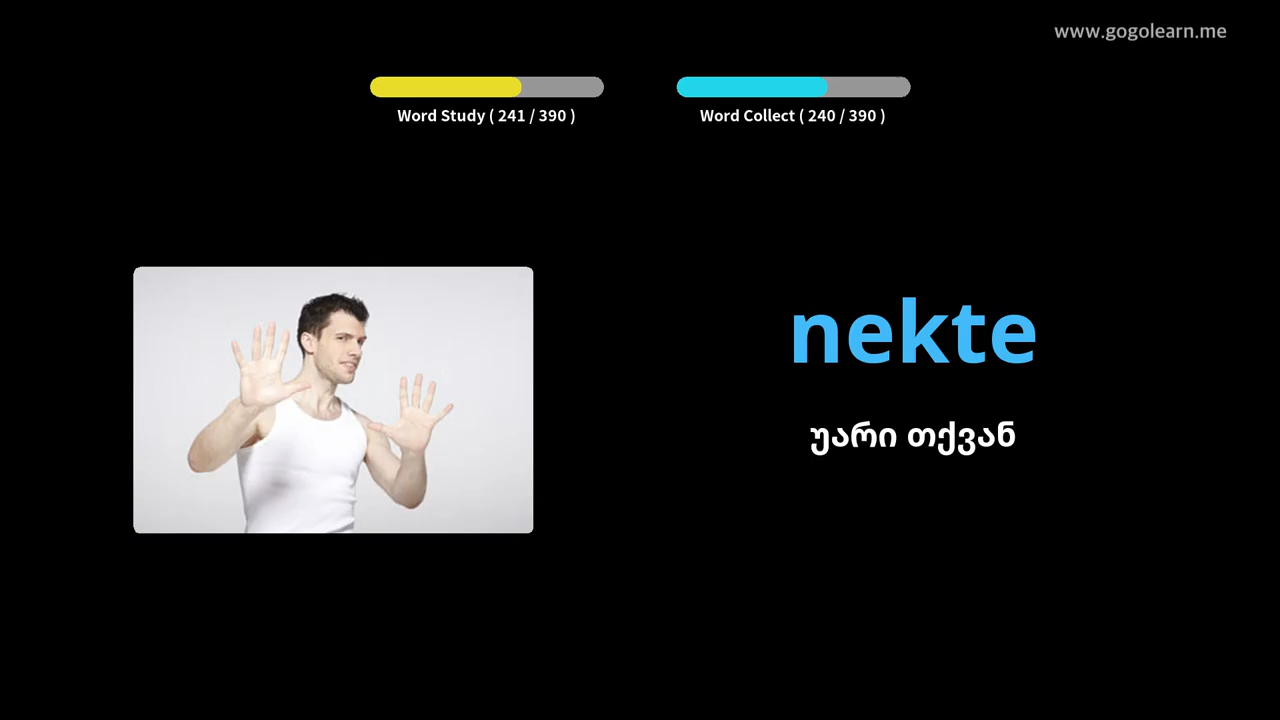 www.gogolearn.me
Word Study ( 241 / 390 )
Word Collect ( 240 / 390 )
nekte
უარი თქვან